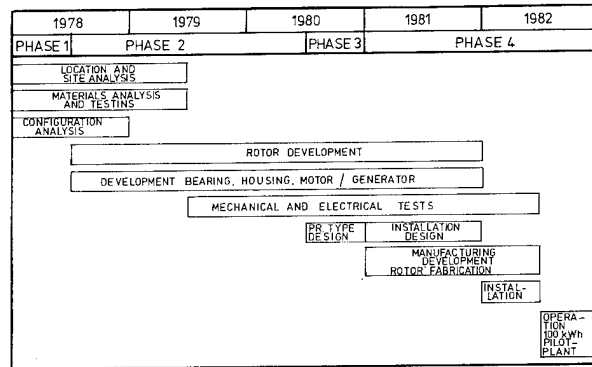 1978 1979 1980 1981 1982
PHASE 1 PHASE 2 PHASE 3 PHASE 4
LOCATION AND
SITE ANALYSIS
MATERIALS ANALYSIS
AND TESTINS
CONFIGURATION
ANALYSIS
ROTOR DEVELOPMENT
DEVELOPMENT BEARING, HOUSING, MOTOR / GENERATOR
MECHANICAL AND ELECTRICAL TESTS
PR. TYPE
DESIGN
INSTALLATION
DESIGN
MANUFACTURING
DEVELOPMENT
ROTOR FABRICATION
INSTAL-
LATION
OPERA-
TION
100 kWh
PILOT-
PLANT